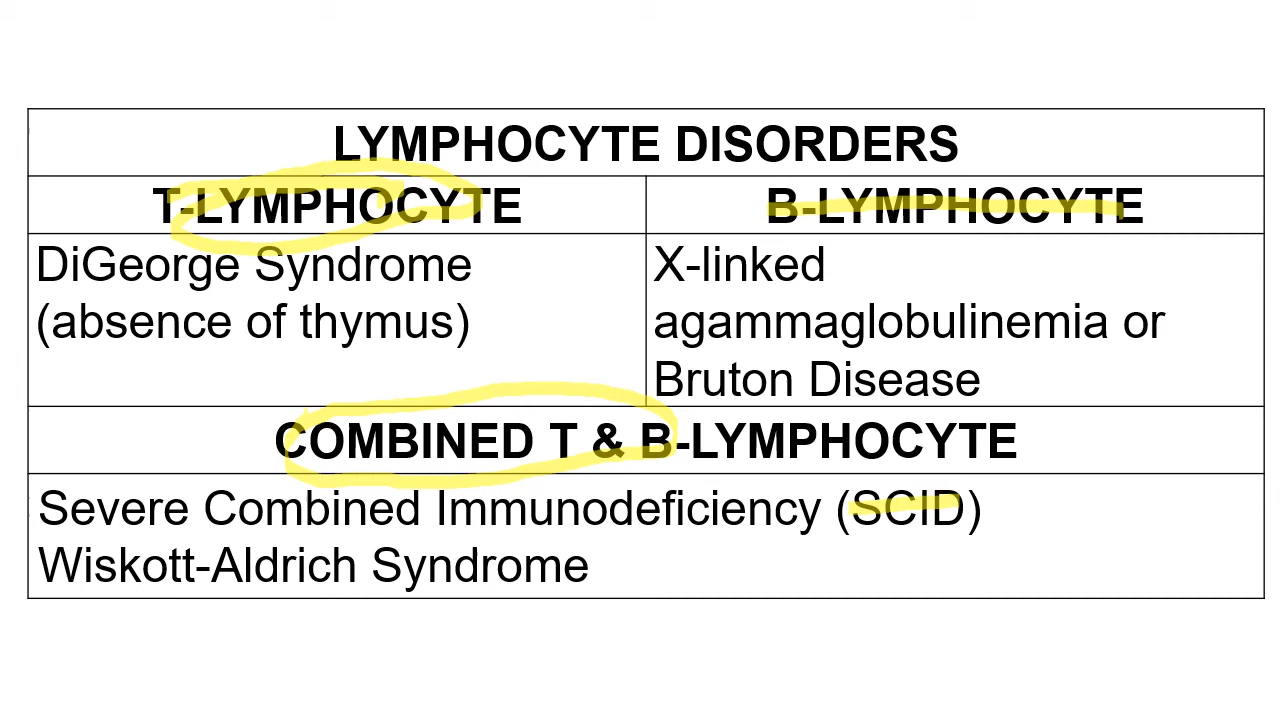 LYMPHOCYTE DISORDERS
T-LYMPHOCYTE
B-LYMPHOCYTE
DiGeorge Syndrome
(absence of thymus)
X-linked
agammaglobulinemia or
Bruton Disease
COMBINED T & B-LYMPHOCYTE
Severe Combined Immunodeficiency (SCID)
Wiskott-Aldrich Syndrome